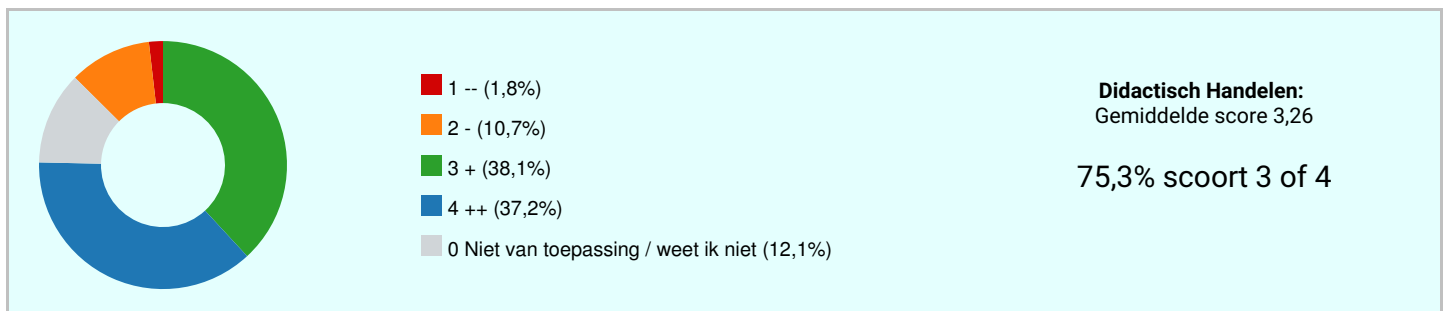 1 -- (1,8%)
2 - (10,7%)
3 + (38,1%)
4 ++ (37,2%)
0 Niet van toepassing / weet ik niet (12,1%)
Didactisch Handelen:
Gemiddelde score 3,26
75,3% scoort 3 of 4